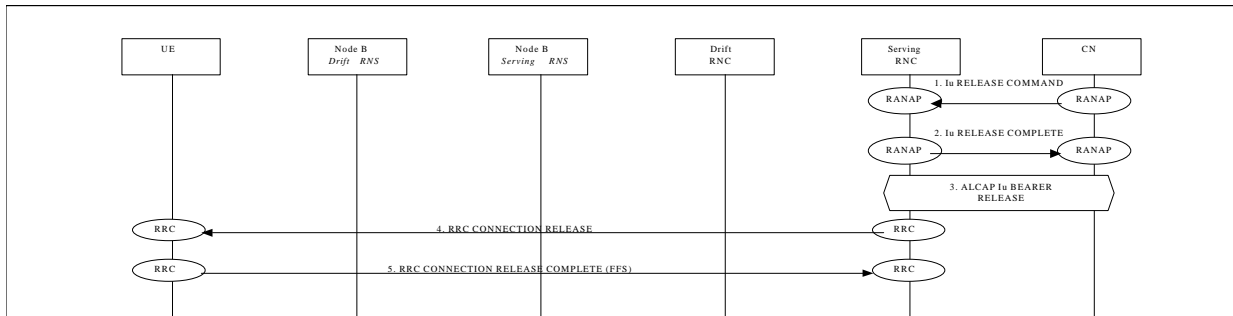 UE
Node B
Drift RNS
Node B
Serving RNS
Drift
RNC
Serving
RNC
CN
1. Iu RELEASE COMMAND
RANAP
RANAP
2. Iu RELEASE COMPLETE
RANAP
RANAP
3. ALCAP Iu BEARER
RELEASE
RRC
4. RRC CONNECTION RELEASE
RRC
RRC
5. RRC CONNECTION RELEASE COMPLETE (FFS)
RRC